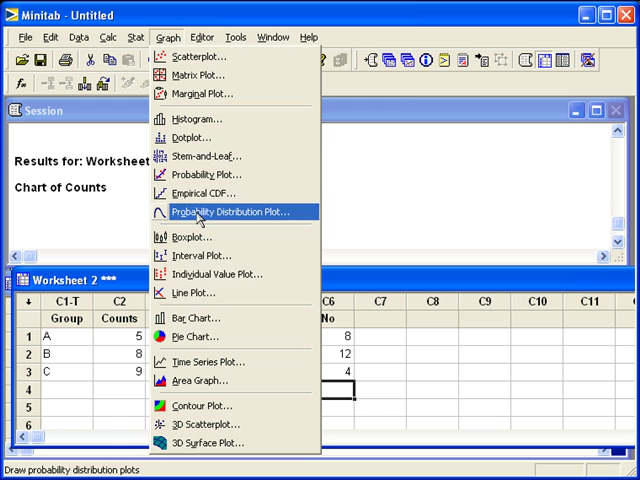 Minitab - Untitled
File Edit Data Calc Stat Graph Editor Tools Window Help
Scatterplot...
Matrix Plot...
Marginal Plot...
Histogram...
Dotplot...
Stem-and-Leaf...
Probability Plot...
Empirical CDF...
Probability Distribution Plot...
Boxplot...
Interval Plot...
Individual Value Plot...
Line Plot...
Bar Chart...
Pie Chart...
Time Series Plot...
Area Graph...
Contour Plot...
3D Scatterplot...
3D Surface Plot...
Session
Results for: Worksheet
Chart of Counts
Worksheet 2 ***
C1-T C2 C6 C7 C8 C9 C10 C11
Group Counts No
1 A 5 8
2 B 8 12
3 C 9 4
4
5
6
Draw probability distribution plots